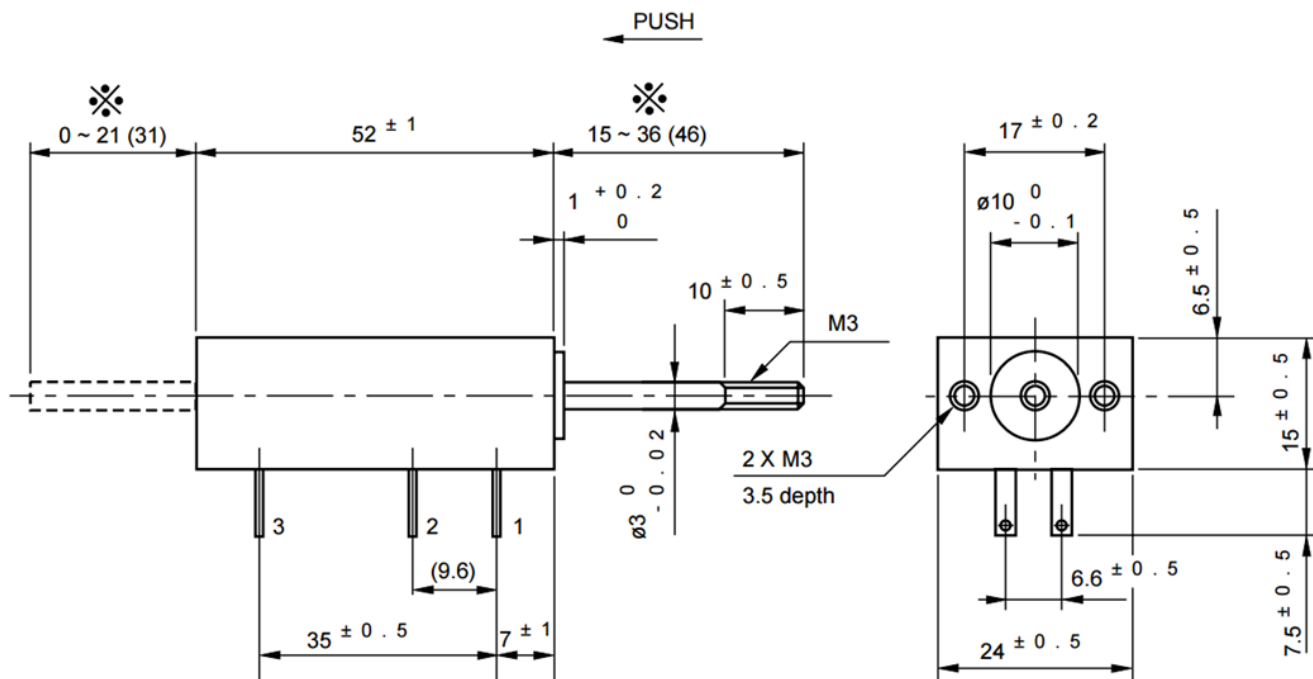 PUSH
※ ※
0 ~ 21 (31)
52 ± 1
15 ~ 36 (46)
17 ± 0.2
1 + 0.2
0
ø10 0
- 0.1
6.5 ± 0.5
10 ± 0.5
M3
15 ± 0.5
2 X M3
3.5 depth
ø3 0
- 0.02
3
2
1
(9.6)
6.6 ± 0.5
35 ± 0.5
7 ± 1
24 ± 0.5
7.5 ± 0.5